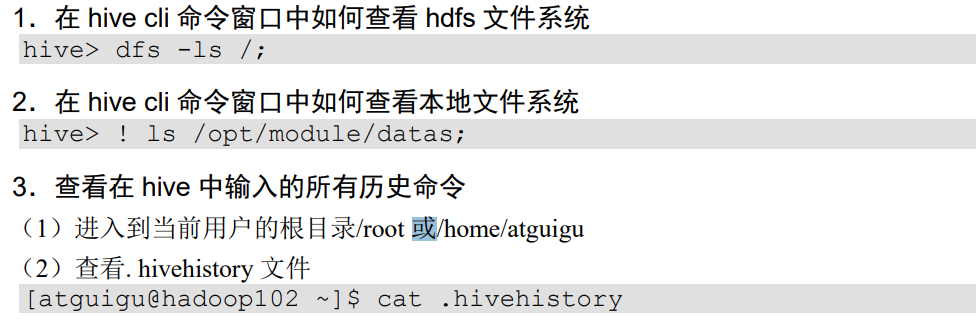 1．在 hive cli 命令窗口中如何查看 hdfs 文件系统
hive> dfs -ls /;
2．在 hive cli 命令窗口中如何查看本地文件系统
hive> ! ls /opt/module/datas;
3．查看在 hive 中输入的所有历史命令
（1）进入到当前用户的根目录/root 或/home/atguigu
（2）查看. hivehistory 文件
[atguigu@hadoop102 ~]$ cat .hivehistory